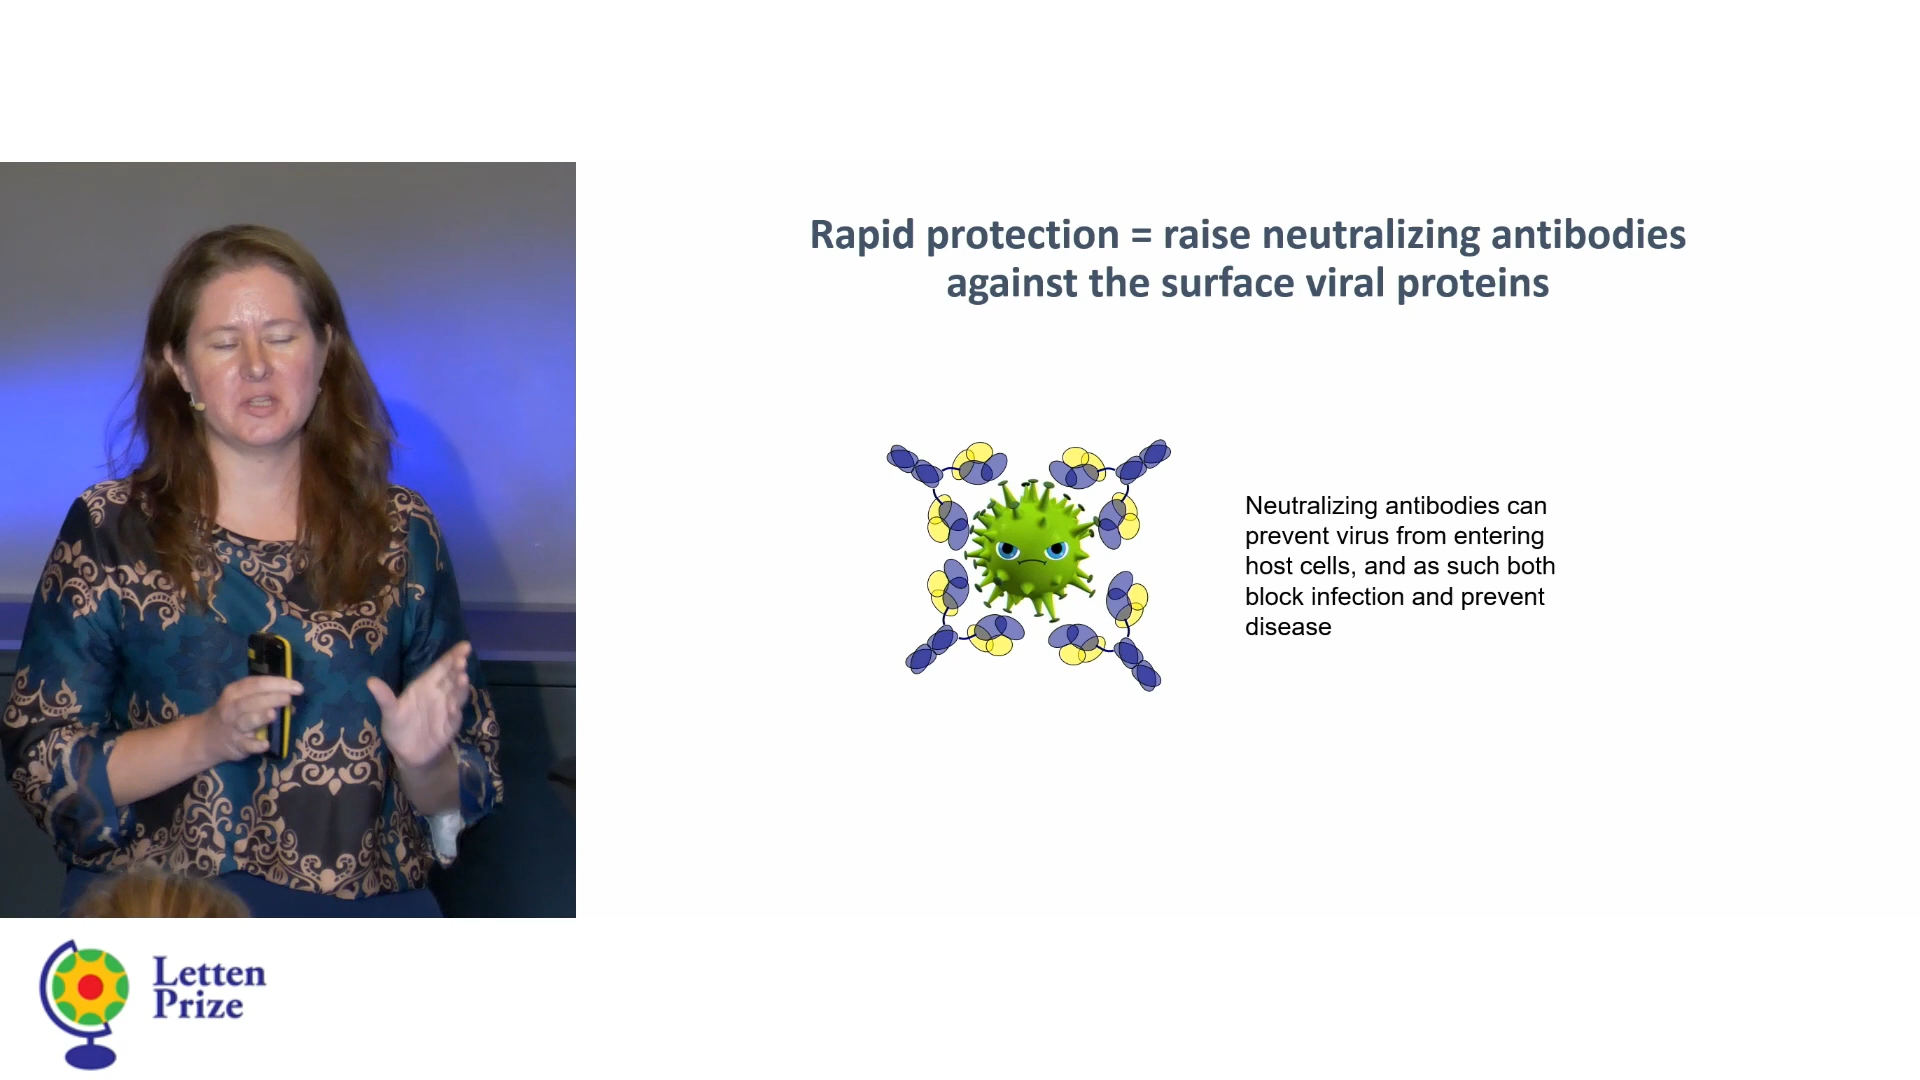 Rapid protection = raise neutralizing antibodies
against the surface viral proteins
Neutralizing antibodies can
prevent virus from entering
host cells, and as such both
block infection and prevent
disease
Letten
Prize